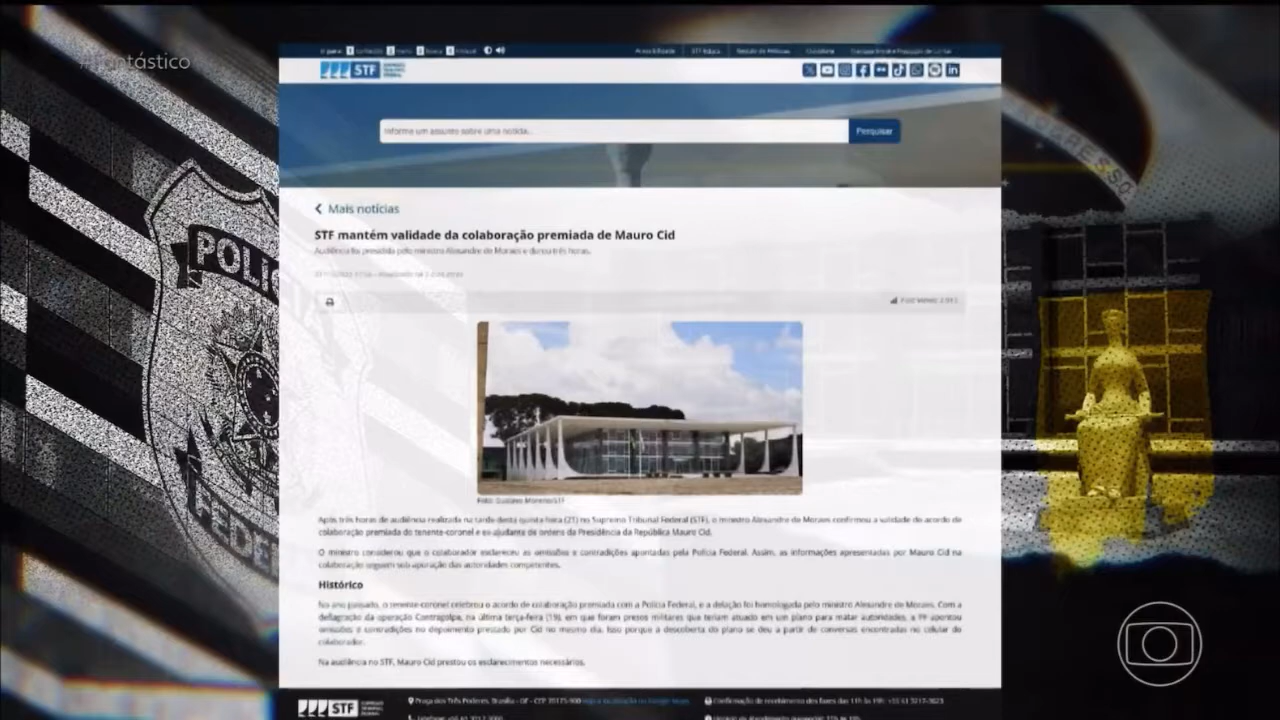 #Fantástico
STF
Informe um assunto sobre uma notícia...
Pesquisar
Mais notícias
STF mantém validade da colaboração premiada de Mauro Cid
Audiência foi presidida pelo ministro Alexandre de Moraes e durou três horas.
POLÍC
FEDER
Foto: Gustavo Moreno/STF
Após três horas de audiência realizada na tarde desta quinta-feira (21) no Supremo Tribunal Federal (STF), o ministro Alexandre de Moraes confirmou a validade do acordo de
colaboração premiada do tenente-coronel e ex-ajudante de ordens da Presidência da República Mauro Cid.
O ministro considerou que o colaborador esclareceu as omissões e contradições apontadas pela Polícia Federal. Assim, as informações apresentadas por Mauro Cid na
colaboração seguem sob apuração das autoridades competentes.
Histórico
No ano passado, o tenente-coronel celebrou o acordo de colaboração premiada com a Polícia Federal, e a delação foi homologada pelo ministro Alexandre de Moraes. Com a
deflagração da operação Contragolpe, na última terça-feira (19), em que foram presos militares que teriam atuado em um plano para matar autoridades, a PF apontou
omissões e contradições no depoimento prestado por Cid no mesmo dia. Isso porque a descoberta do plano se deu a partir de conversas encontradas no celular do
colaborador.
Na audiência no STF, Mauro Cid prestou os esclarecimentos necessários.
STF
Praça dos Três Poderes, Brasília - DF - CEP